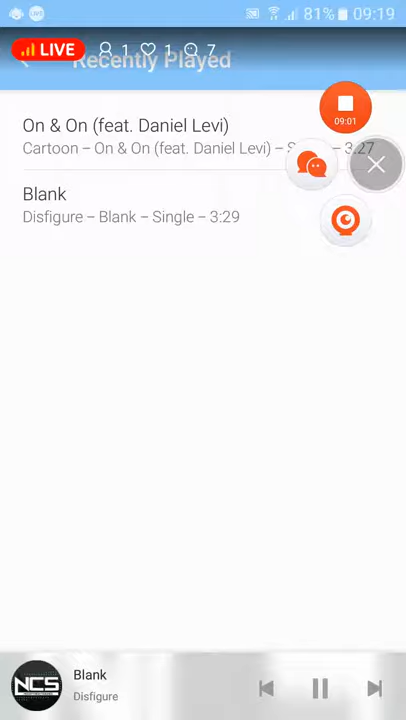 LIVE 81% 09:19
LIVE 1 1 7
Recently Played
09:01
On & On (feat. Daniel Levi)
Cartoon – On & On (feat. Daniel Levi) – S 3:27
Blank
Disfigure – Blank – Single – 3:29
NCS
Blank
Disfigure